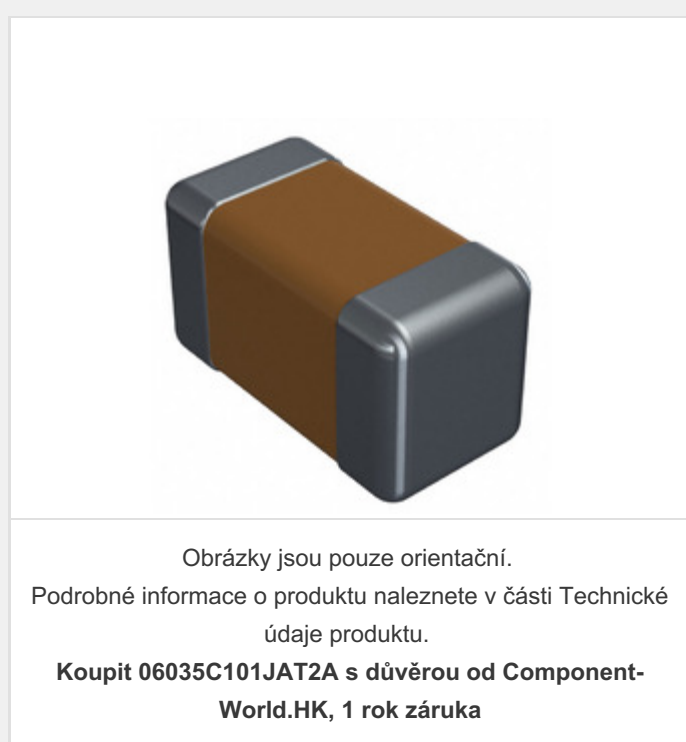 Obrázky jsou pouze orientační.
Podrobné informace o produktu naleznete v části Technické
údaje produktu.
Koupit 06035C101JAT2A s důvěrou od Component-
World.HK, 1 rok záruka